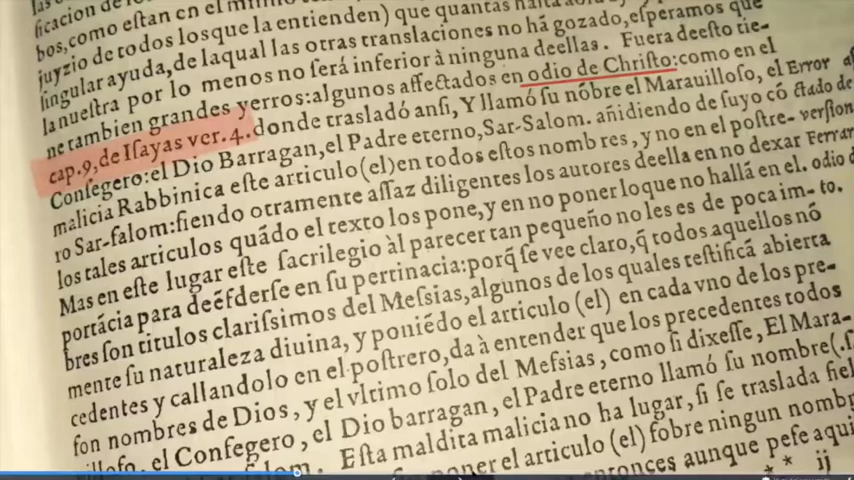 ficacion de
bos, como eſtan en el miſmo
juyzio de todos los que la entienden) que quantas haſta
ſingular ayuda, de la qual las otras tranſlaciones no há gozado, eſperamos que
la nueſtra por lo menos no ſerá inferior à ninguna deellas. Fuera deeſto tie-
ne tambien grandes yerros: algunos affectados en odio de Chriſto: como en el
cap. 9, de Iſayas ver. 4. donde trasladó anſi, Y llamó ſu nóbre el Marauilloſo, el
Conſegero: el Dio Barragan, el Padre eterno, Sar-Salom. añidiendo de ſuyo có
malicia Rabbinica eſte articulo (el) en todos eſtos nombres, y no en el poſtre-
ro Sar-ſalom: ſiendo otramente aſſaz diligentes los autores deella en no dexar
los tales articulos quádo el texto los pone, y en no poner lo que no hallá en el.
Mas en eſte lugar eſte ſacrilegio àl parecer tan pequeño no les es de poca im-
portácia para deéfderſe en ſu pertinacia: porq̃ ſe vee claro, q̃ todos aquellos nó
bres ſon titulos clariſsimos del Meſsias, algunos de los quales teſtificá abierta
mente ſu naturaleza diuina, y poniédo el articulo (el) en cada vno de los pre-
cedentes y callandolo en el poſtrero, da à entender que los precedentes todos
ſon nombres de Dios, y el vltimo ſolo del Meſsias, como ſi dixeſſe, El Mara-
el Conſegero, el Dio barragan, el Padre eterno llamó ſu nombre (.
Eſta maldita malicia no ha lugar, ſi ſe traslada fiel
poner el articulo (el) ſobre ningun nombr
entonces aunque peſe aqui
* * ij
Error
ctado de
verſion
Ferrar
odio d
to.